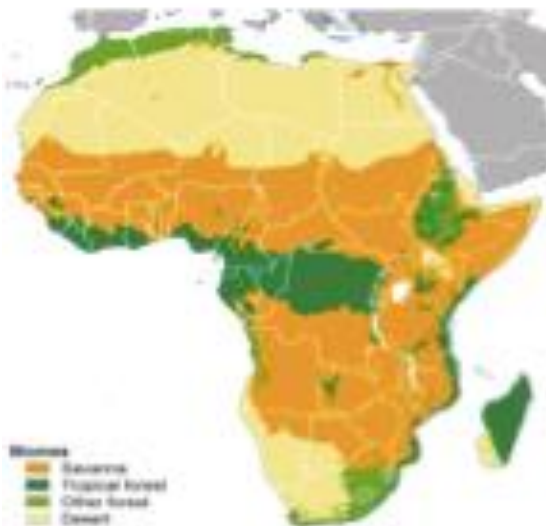 Biomes
Savanna
Tropical forest
Other forest
Desert